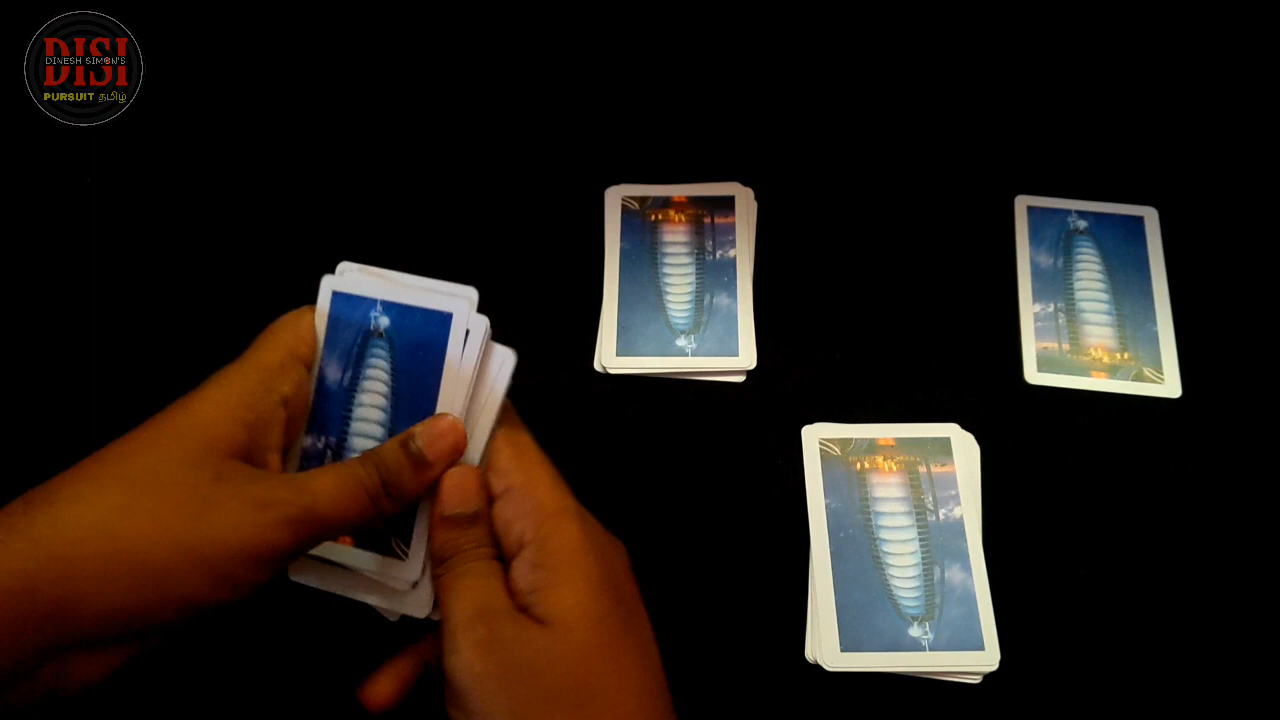 DISI
DINESH SIMON'S
PURSUIT தமிழ்